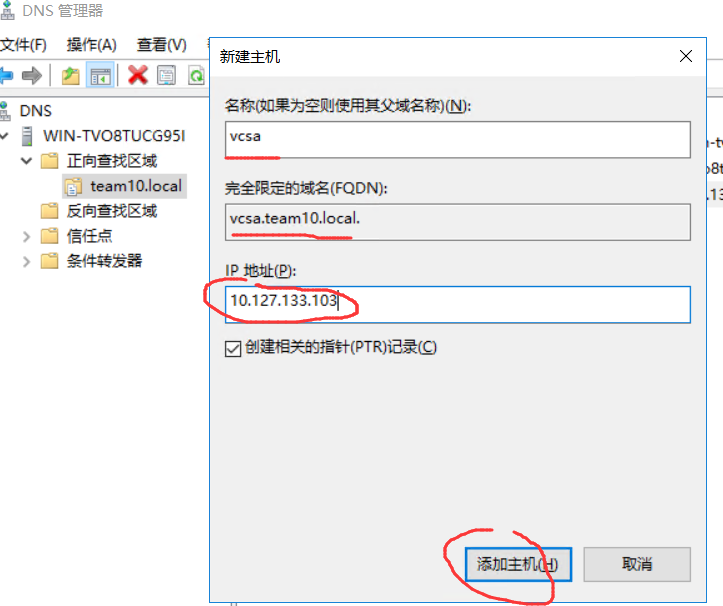 DNS 管理器
文件(F) 操作(A) 查看(V)
新建主机
名称(如果为空则使用其父域名称)(N):
vcsa
完全限定的域名(FQDN):
vcsa.team10.local.
IP 地址(P):
10.127.133.103
创建相关的指针(PTR)记录(C)
添加主机(H) 取消
DNS
WIN-TVO8TUCG95I
正向查找区域
team10.local
反向查找区域
信任点
条件转发器